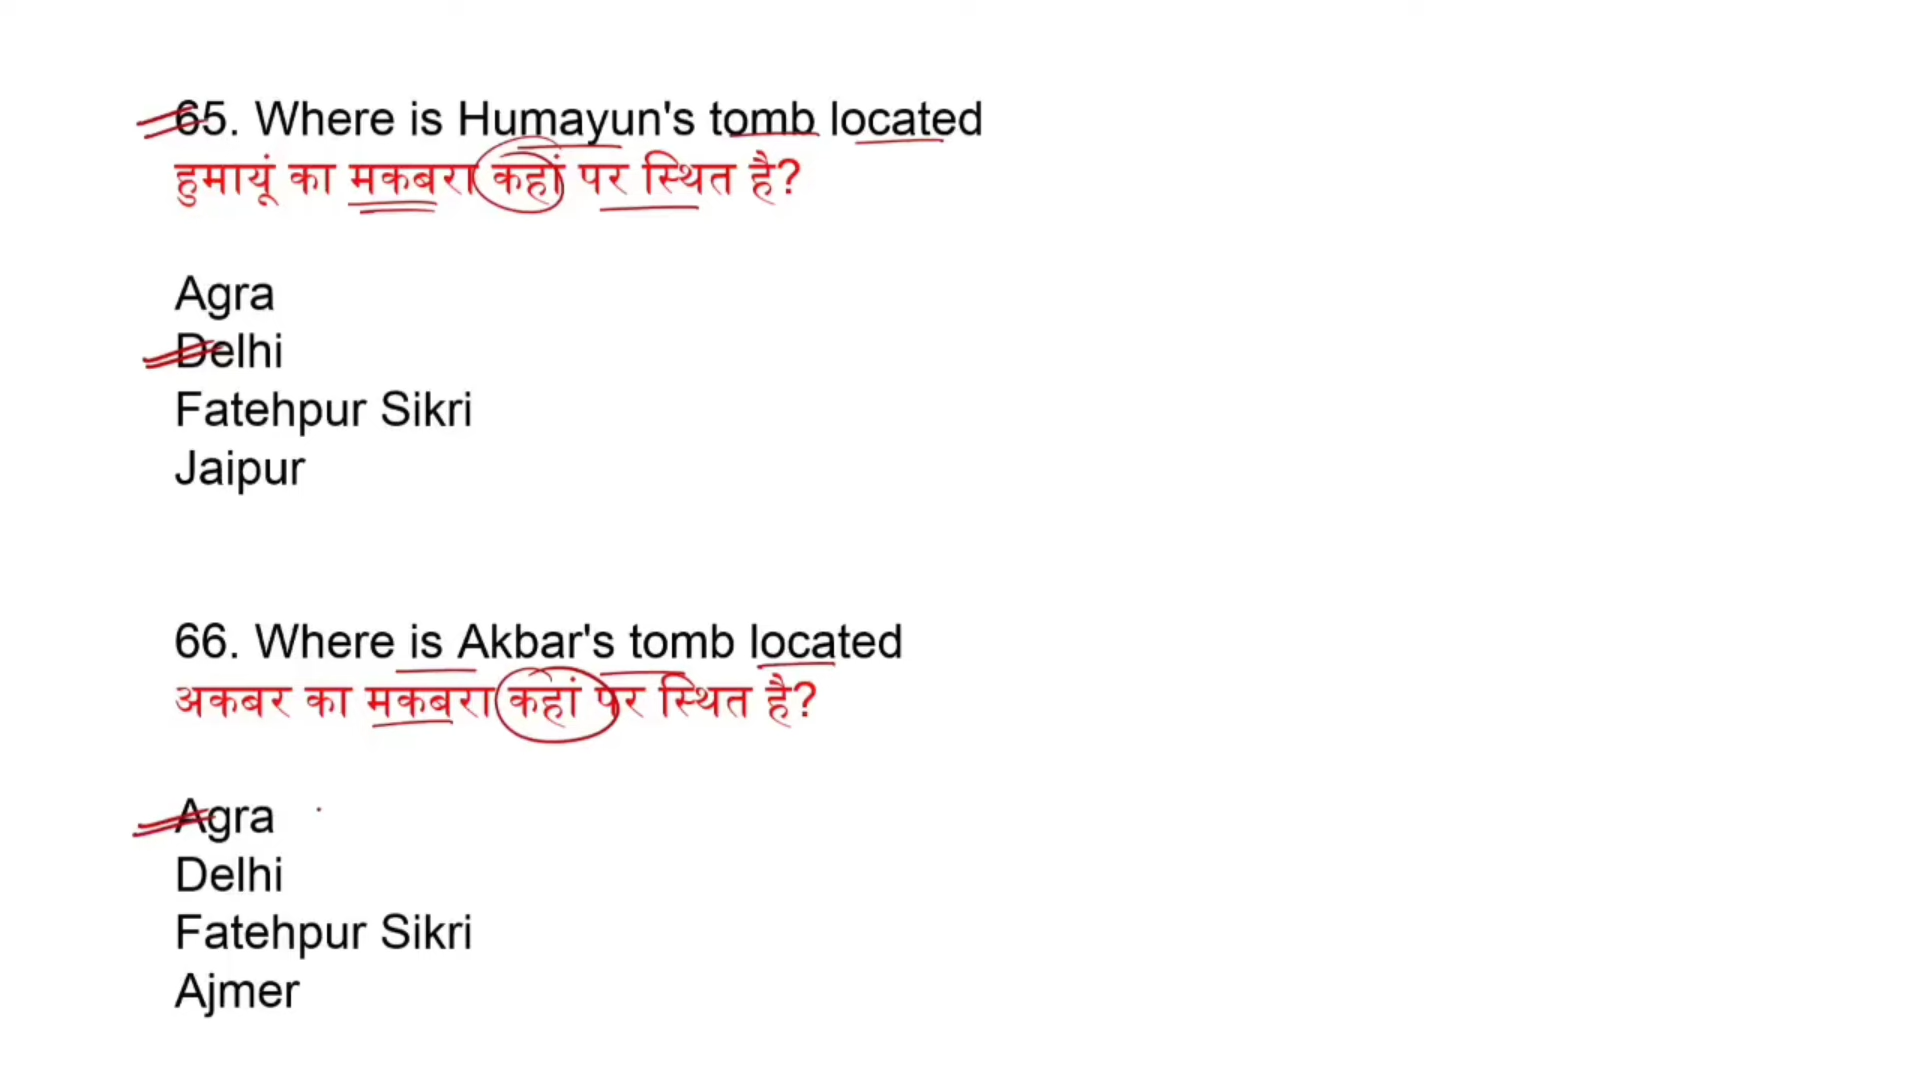 65. Where is Humayun's tomb located
हुमायूं का मकबरा कहां पर स्थित है?
Agra
Delhi
Fatehpur Sikri
Jaipur
66. Where is Akbar's tomb located
अकबर का मकबरा कहां पर स्थित है?
Agra
Delhi
Fatehpur Sikri
Ajmer